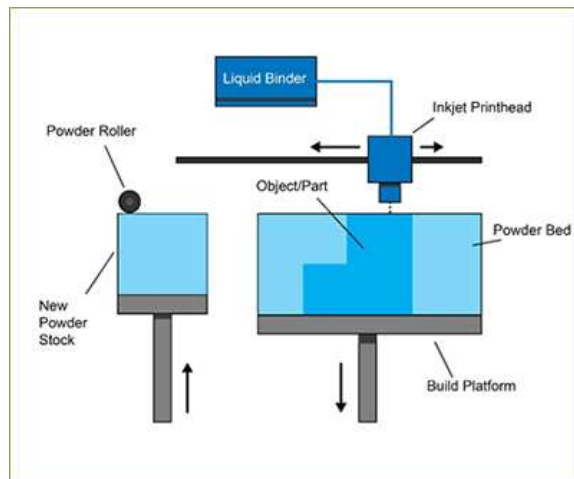 Liquid Binder
Inkjet Printhead
Powder Roller
Object/Part
Powder Bed
New
Powder
Stock
Build Platform